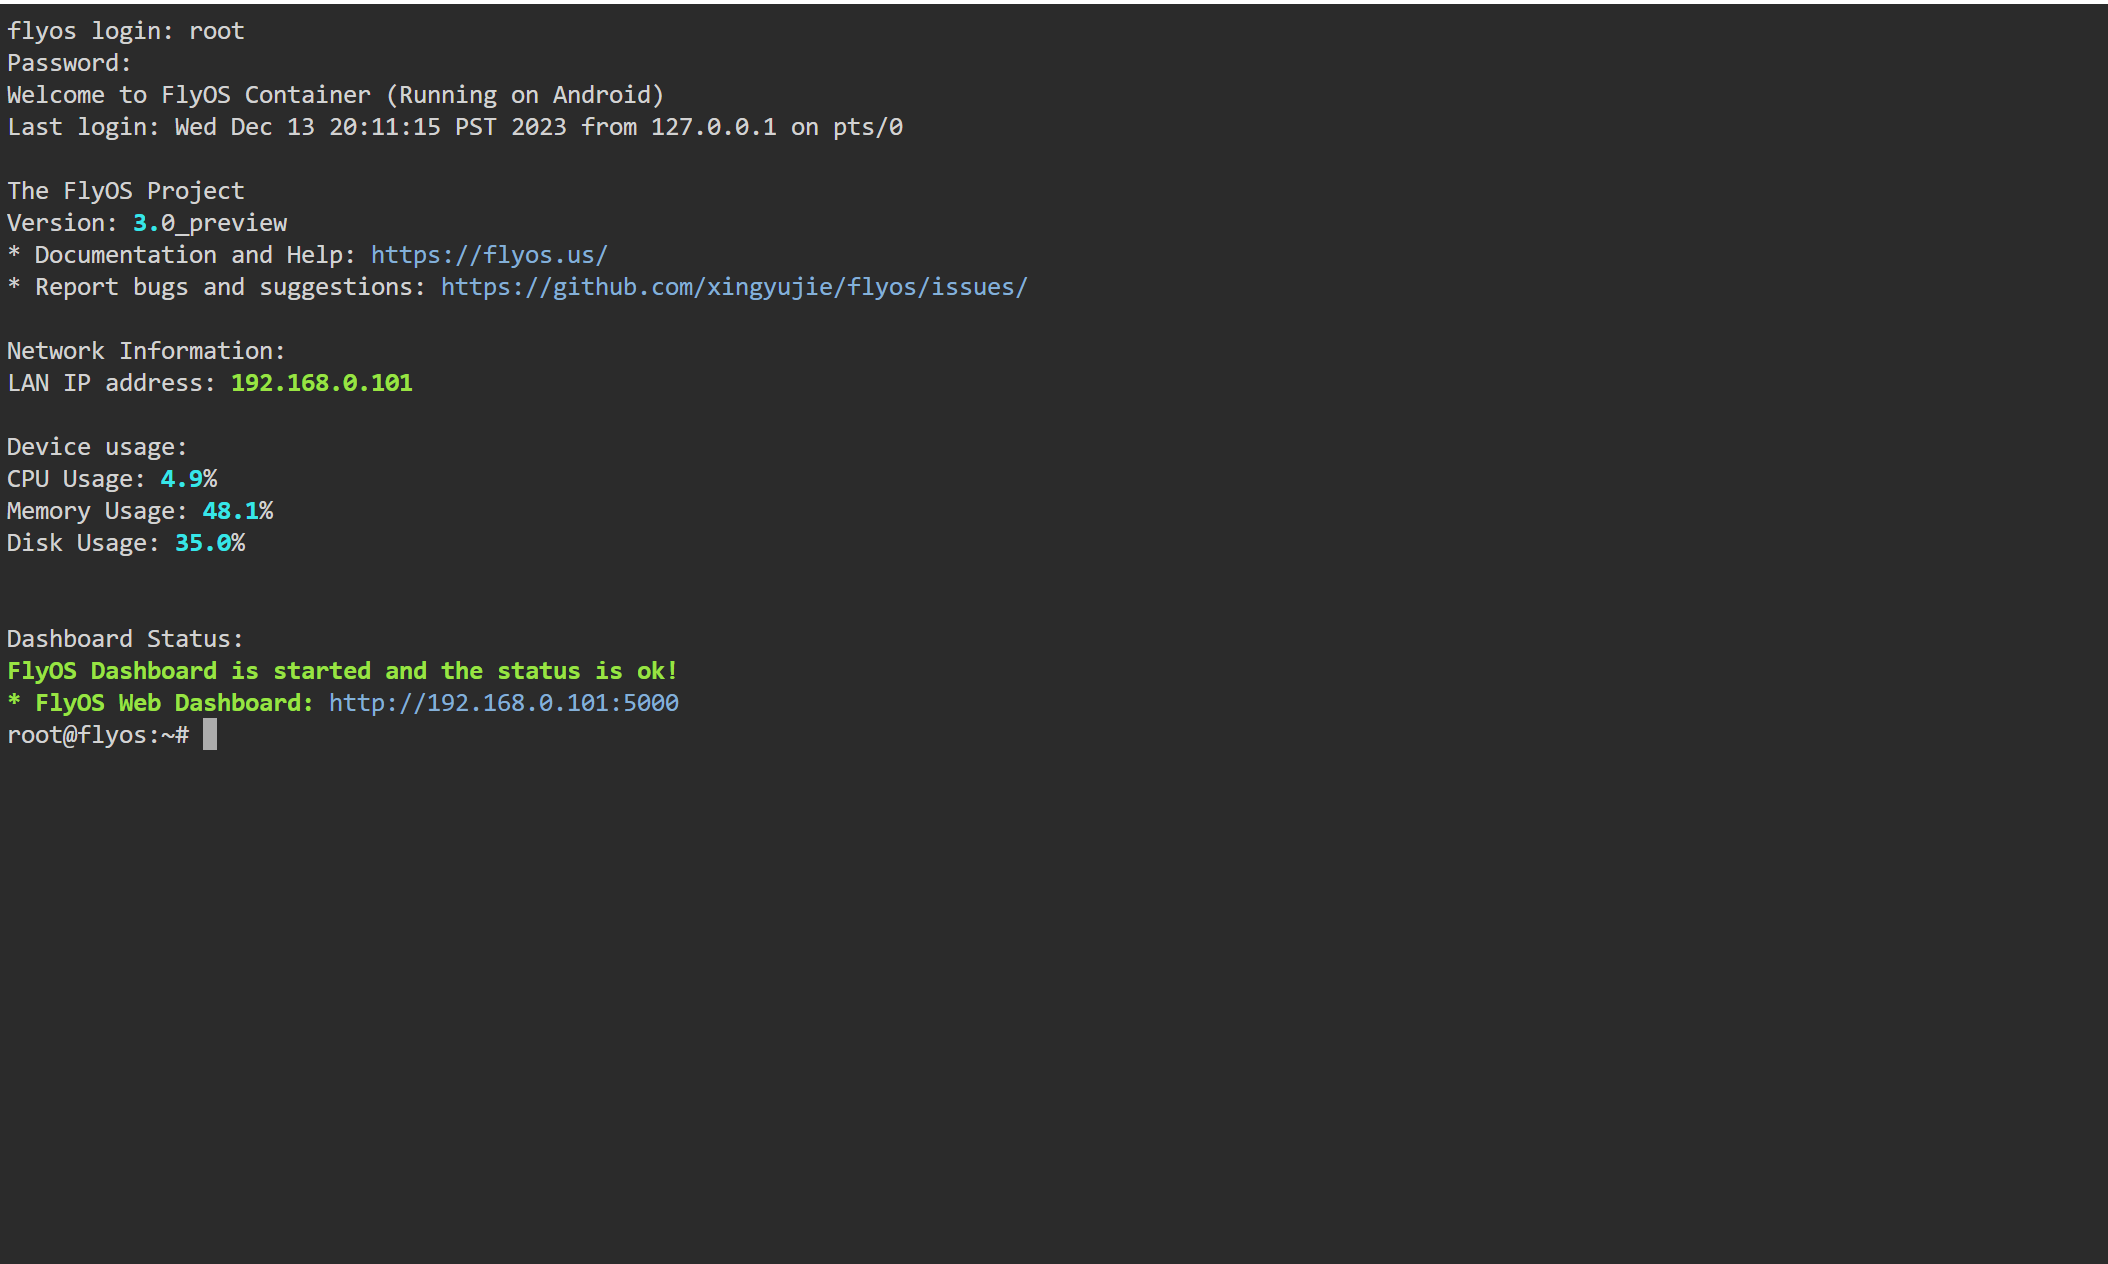 flyos login: root
Password:
Welcome to FlyOS Container (Running on Android)
Last login: Wed Dec 13 20:11:15 PST 2023 from 127.0.0.1 on pts/0
The FlyOS Project
Version: 3.0_preview
* Documentation and Help: https://flyos.us/
* Report bugs and suggestions: https://github.com/xingyujie/flyos/issues/
Network Information:
LAN IP address: 192.168.0.101
Device usage:
CPU Usage: 4.9%
Memory Usage: 48.1%
Disk Usage: 35.0%
Dashboard Status:
FlyOS Dashboard is started and the status is ok!
* FlyOS Web Dashboard: http://192.168.0.101:5000
root@flyos:~#